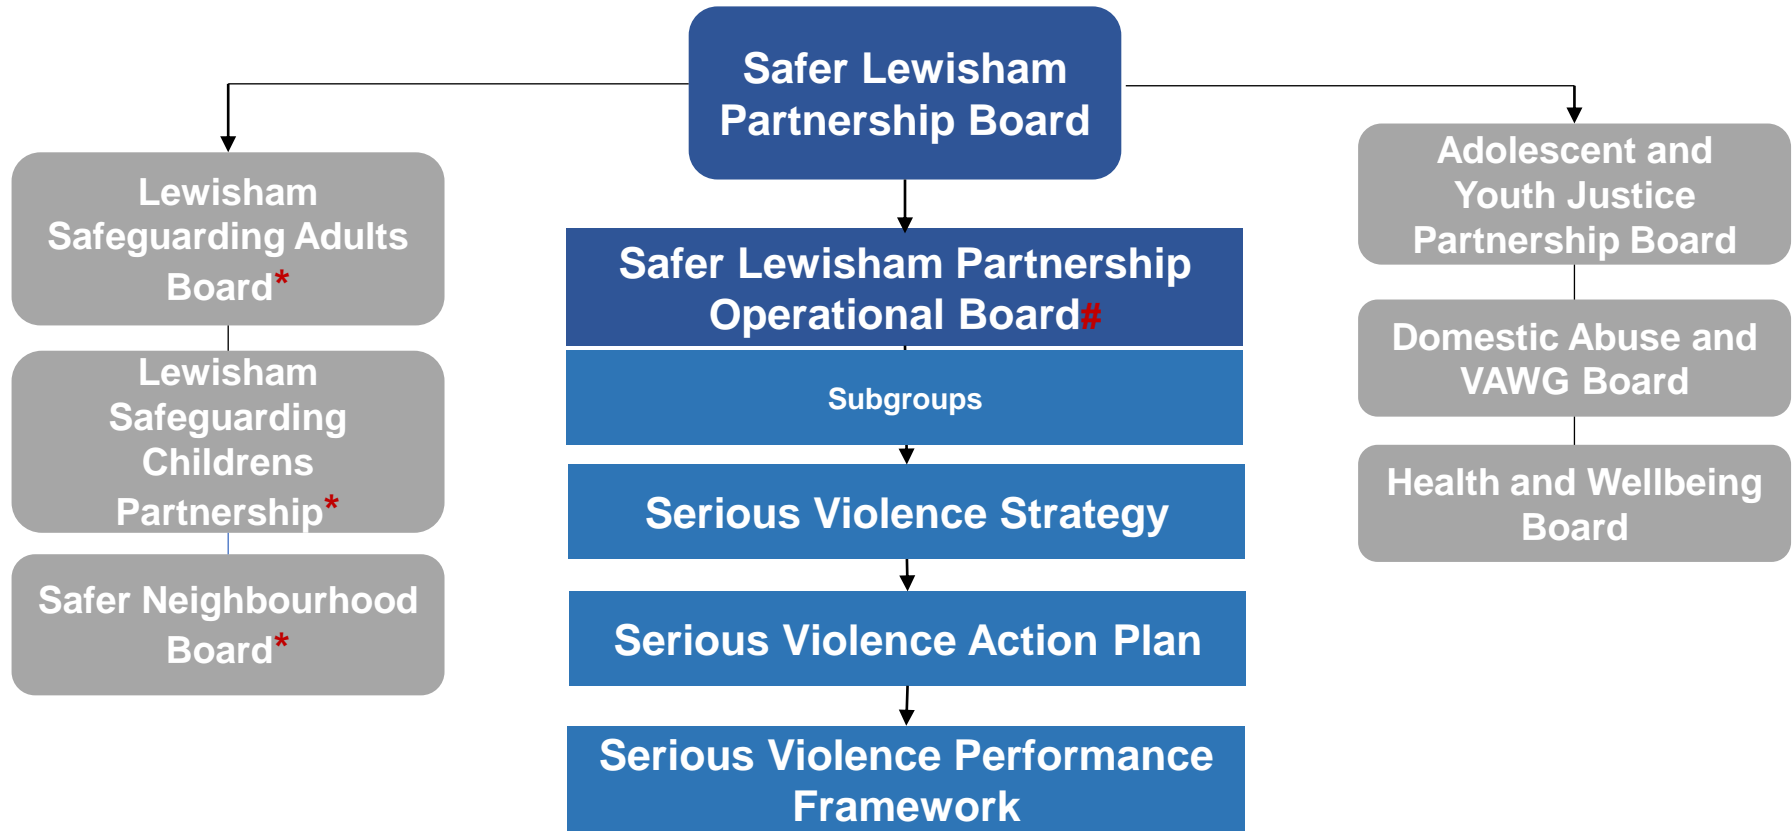 Safer Lewisham
Partnership Board
Lewisham
Safeguarding Adults
Board*
Lewisham
Safeguarding
Childrens
Partnership*
Safer Neighbourhood
Board*
Safer Lewisham Partnership
Operational Board#
Subgroups
Serious Violence Strategy
Serious Violence Action Plan
Serious Violence Performance
Framework
Adolescent and
Youth Justice
Partnership Board
Domestic Abuse and
VAWG Board
Health and Wellbeing
Board